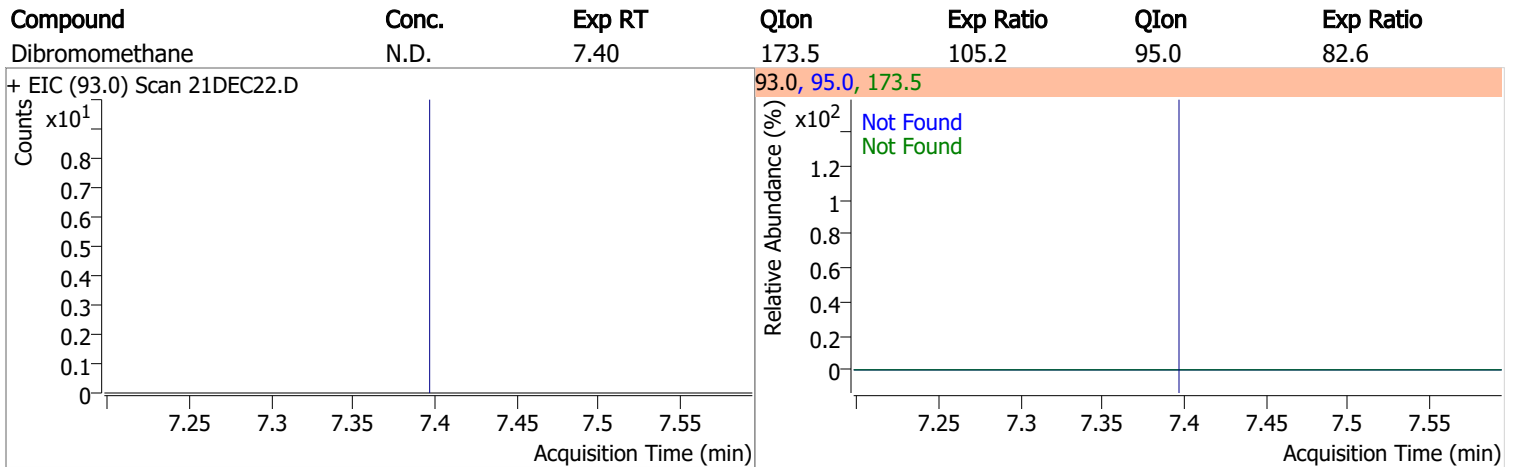 Compound Conc. Exp RT QIon Exp Ratio QIon Exp Ratio
Dibromomethane N.D. 7.40 173.5 105.2 95.0 82.6
+ EIC (93.0) Scan 21DEC22.D
Counts
x10¹
0.8
0.7
0.6
0.5
0.4
0.3
0.2
0.1
0
7.25 7.3 7.35 7.4 7.45 7.5 7.55
Acquisition Time (min)
93.0, 95.0, 173.5
Relative Abundance (%)
x10²
Not Found
Not Found
1.2
1
0.8
0.6
0.4
0.2
0
7.25 7.3 7.35 7.4 7.45 7.5 7.55
Acquisition Time (min)